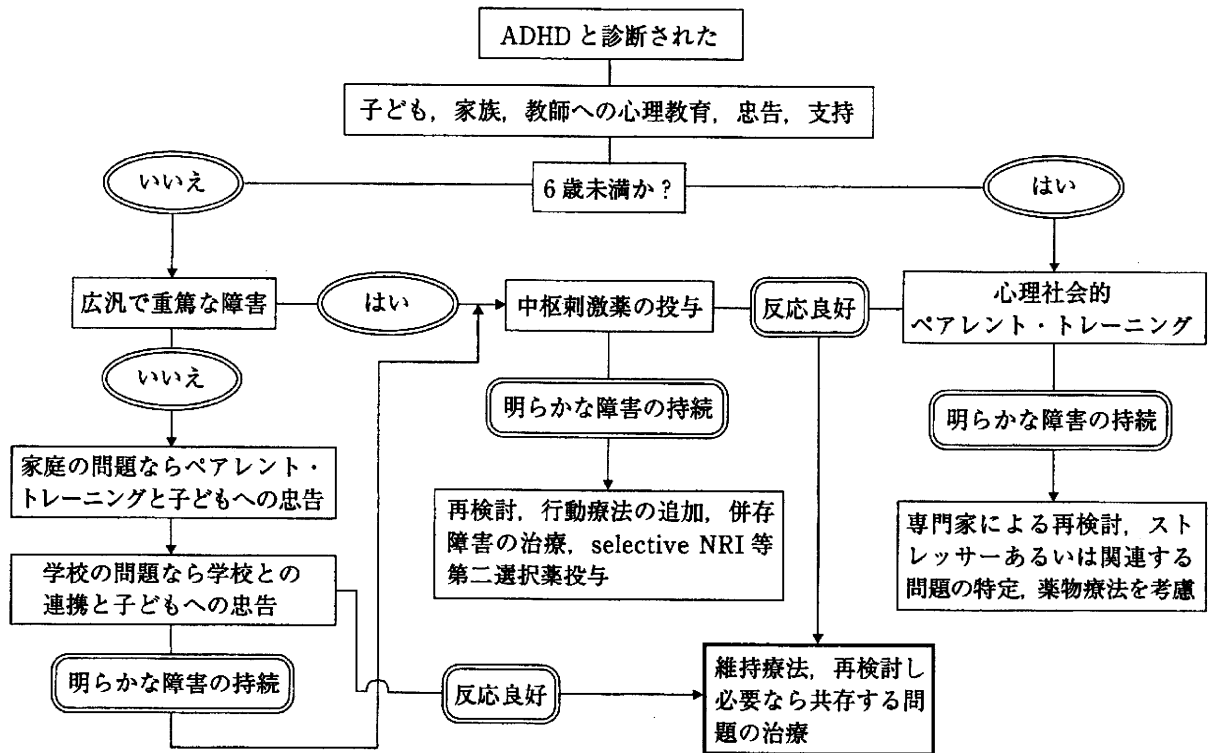 ADHDと診断された
子ども，家族，教師への心理教育，忠告，支持
いいえ
6歳未満か？
はい
広汎で重篤な障害
はい
中枢刺激薬の投与
反応良好
心理社会的
ペアレント・トレーニング
いいえ
明らかな障害の持続
明らかな障害の持続
家庭の問題ならペアレント・
トレーニングと子どもへの忠告
再検討，行動療法の追加，併存
障害の治療，selective NRI等
第二選択薬投与
専門家による再検討，スト
レッサーあるいは関連する
問題の特定，薬物療法を考慮
学校の問題なら学校との
連携と子どもへの忠告
明らかな障害の持続
反応良好
維持療法，再検討し
必要なら共存する問
題の治療